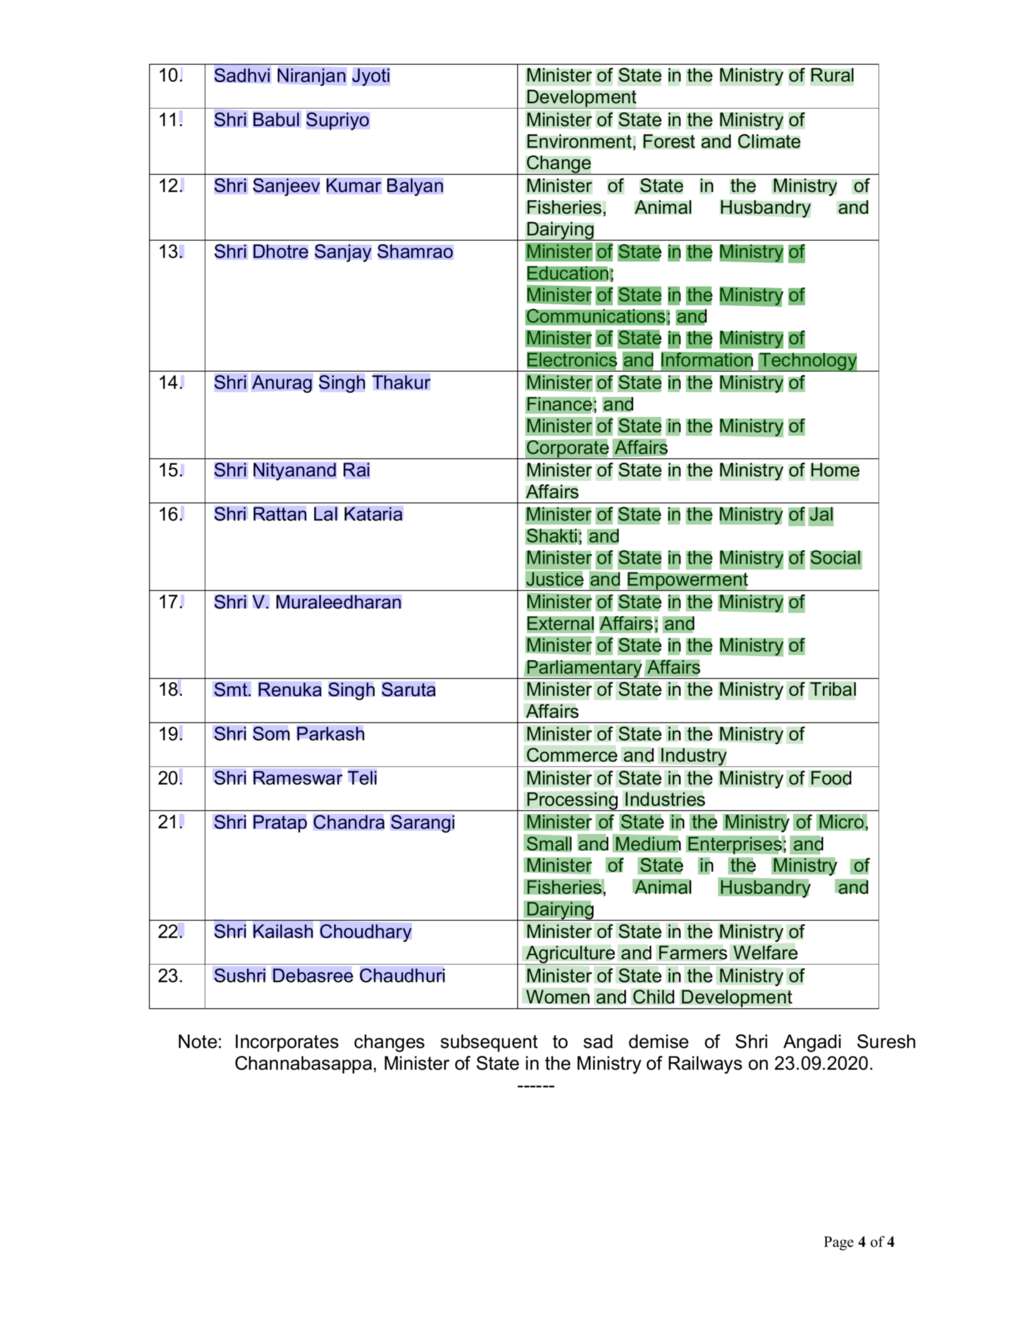 10. Sadhvi Niranjan Jyoti Minister of State in the Ministry of Rural
Development
11. Shri Babul Supriyo Minister of State in the Ministry of
Environment, Forest and Climate
Change
12. Shri Sanjeev Kumar Balyan Minister of State in the Ministry of
Fisheries, Animal Husbandry and
Dairying
13. Shri Dhotre Sanjay Shamrao Minister of State in the Ministry of
Education;
Minister of State in the Ministry of
Communications; and
Minister of State in the Ministry of
Electronics and Information Technology
14. Shri Anurag Singh Thakur Minister of State in the Ministry of
Finance; and
Minister of State in the Ministry of
Corporate Affairs
15. Shri Nityanand Rai Minister of State in the Ministry of Home
Affairs
16. Shri Rattan Lal Kataria Minister of State in the Ministry of Jal
Shakti; and
Minister of State in the Ministry of Social
Justice and Empowerment
17. Shri V. Muraleedharan Minister of State in the Ministry of
External Affairs; and
Minister of State in the Ministry of
Parliamentary Affairs
18. Smt. Renuka Singh Saruta Minister of State in the Ministry of Tribal
Affairs
19. Shri Som Parkash Minister of State in the Ministry of
Commerce and Industry
20. Shri Rameswar Teli Minister of State in the Ministry of Food
Processing Industries
21. Shri Pratap Chandra Sarangi Minister of State in the Ministry of Micro,
Small and Medium Enterprises; and
Minister of State in the Ministry of
Fisheries, Animal Husbandry and
Dairying
22. Shri Kailash Choudhary Minister of State in the Ministry of
Agriculture and Farmers Welfare
23. Sushri Debasree Chaudhuri Minister of State in the Ministry of
Women and Child Development
Note: Incorporates changes subsequent to sad demise of Shri Angadi Suresh
Channabasappa, Minister of State in the Ministry of Railways on 23.09.2020.
------
Page 4 of 4